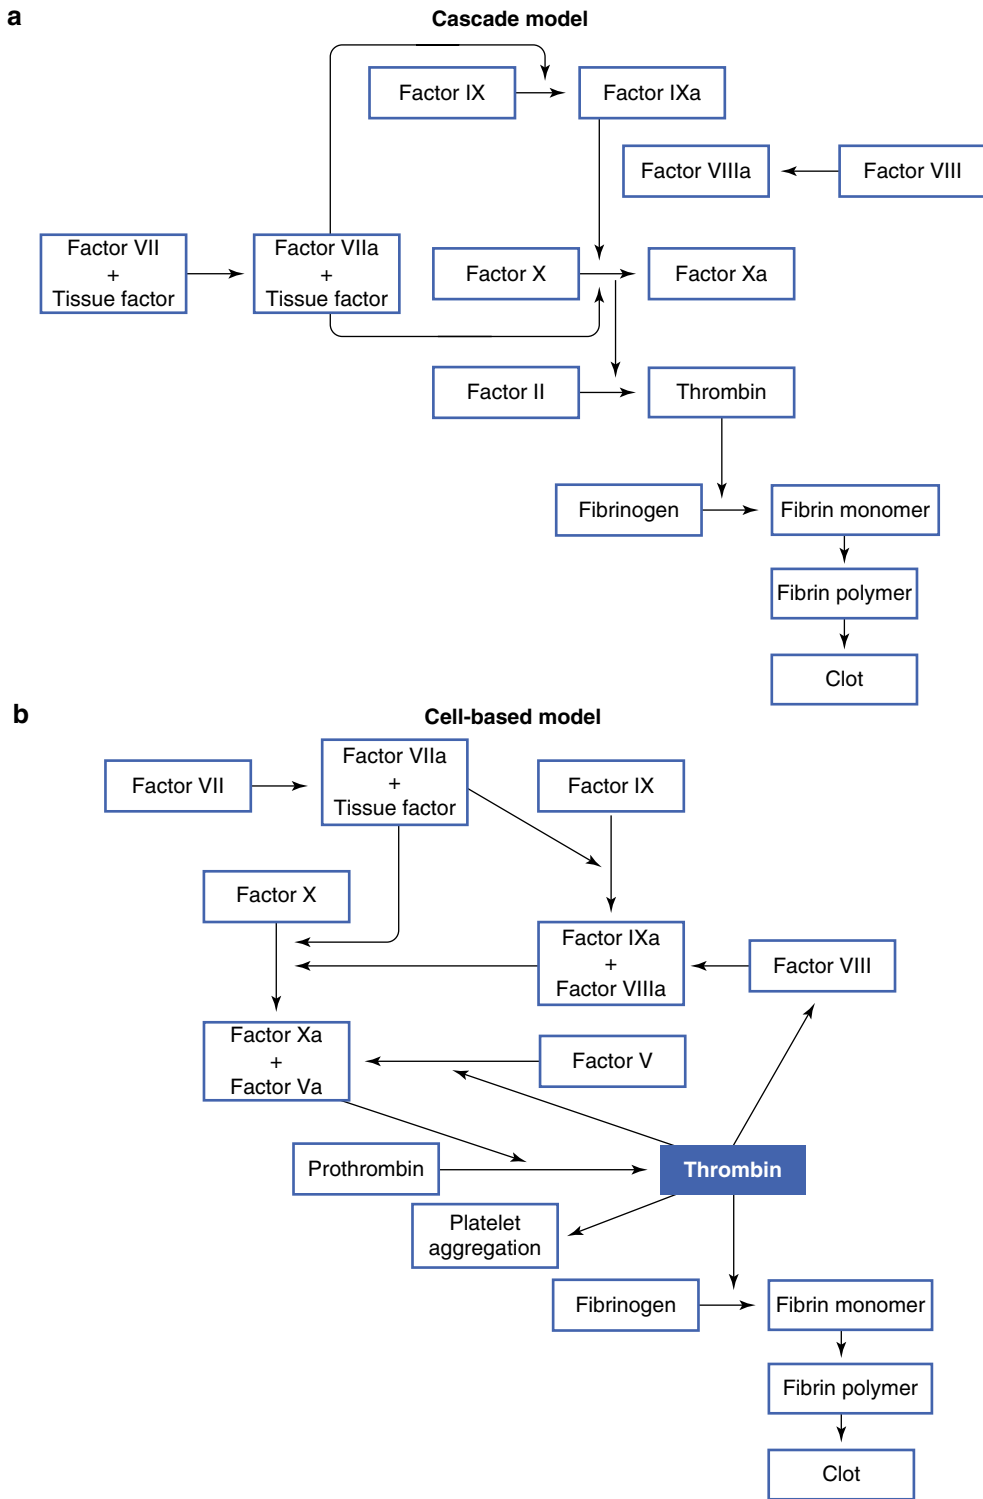 a
Cascade model
Factor IX
Factor IXa
Factor VIIIa
Factor VIII
Factor VII
+
Tissue factor
Factor VIIa
+
Tissue factor
Factor X
Factor Xa
Factor II
Thrombin
Fibrinogen
Fibrin monomer
Fibrin polymer
Clot
b
Cell-based model
Factor VII
Factor VIIa
+
Tissue factor
Factor IX
Factor X
Factor IXa
+
Factor VIIIa
Factor VIII
Factor Xa
+
Factor Va
Factor V
Prothrombin
Thrombin
Platelet
aggregation
Fibrinogen
Fibrin monomer
Fibrin polymer
Clot